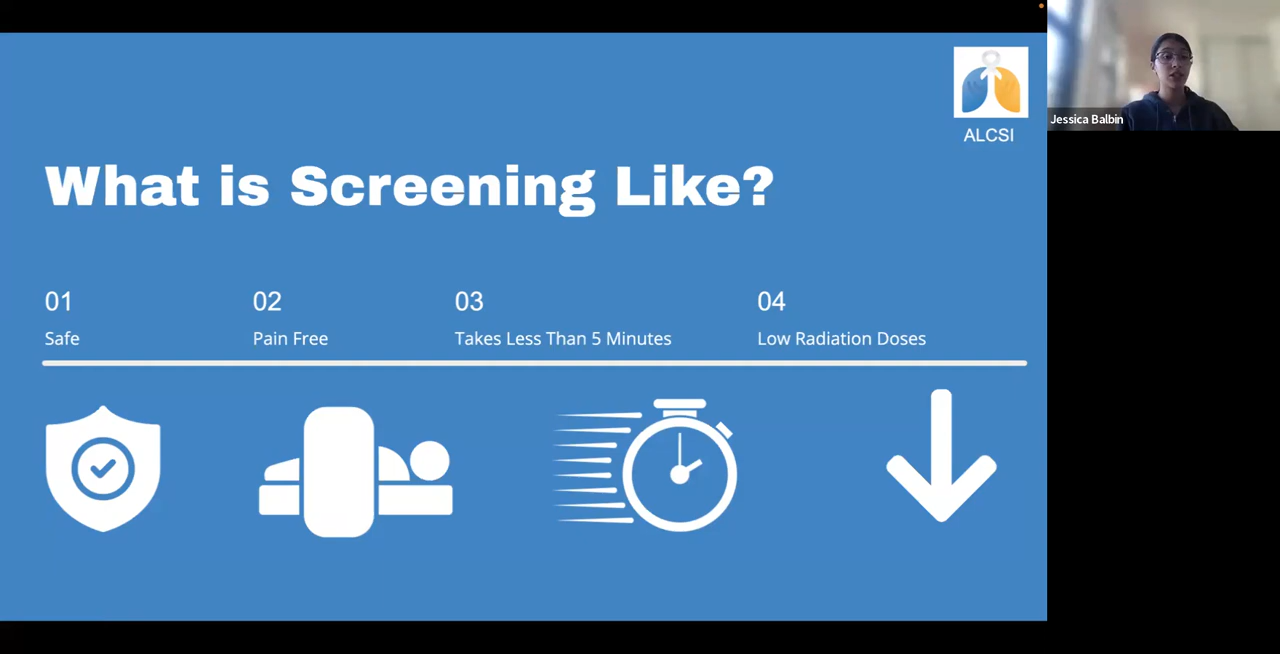 ALCSI
Jessica Balbin
What is Screening Like?
01
Safe
02
Pain Free
03
Takes Less Than 5 Minutes
04
Low Radiation Doses